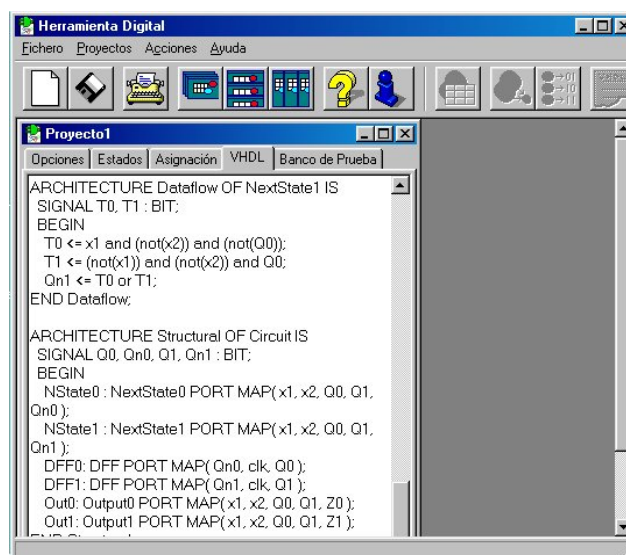 Herramienta Digital
Fichero Proyectos Acciones Ayuda
Proyecto1
Opciones Estados Asignación VHDL Banco de Prueba
ARCHITECTURE Dataflow OF NextState1 IS
SIGNAL T0, T1 : BIT;
BEGIN
T0 <= x1 and (not(x2)) and (not(Q0));
T1 <= (not(x1)) and (not(x2)) and Q0;
Qn1 <= T0 or T1;
END Dataflow;
ARCHITECTURE Structural OF Circuit IS
SIGNAL Q0, Qn0, Q1, Qn1 : BIT;
BEGIN
NState0 : NextState0 PORT MAP( x1, x2, Q0, Q1,
Qn0 );
NState1 : NextState1 PORT MAP( x1, x2, Q0, Q1,
Qn1 );
DFF0: DFF PORT MAP( Qn0, clk, Q0 );
DFF1: DFF PORT MAP( Qn1, clk, Q1 );
Out0: Output0 PORT MAP( x1, x2, Q0, Q1, Z0 );
Out1: Output1 PORT MAP( x1, x2, Q0, Q1, Z1 );